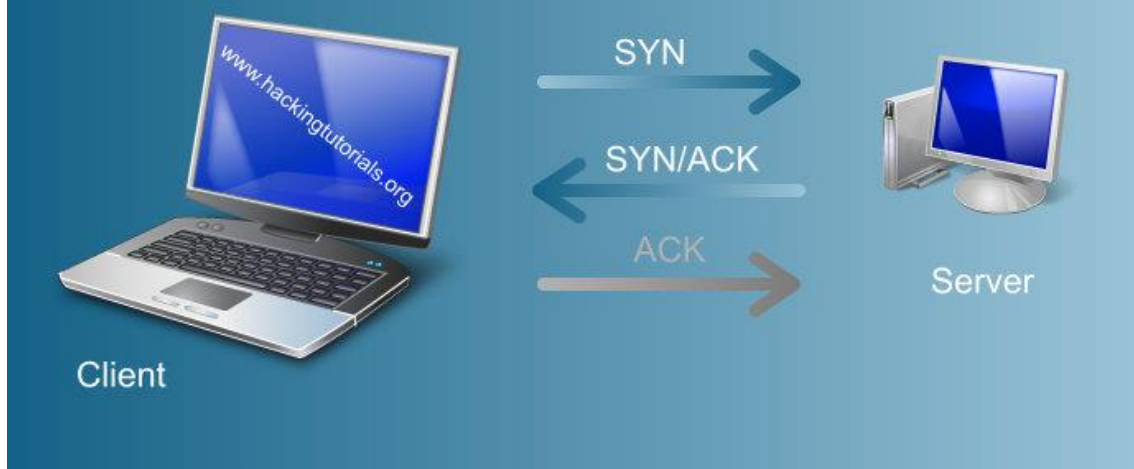 www.hackingtutorials.org
SYN
SYN/ACK
ACK
Client
Server